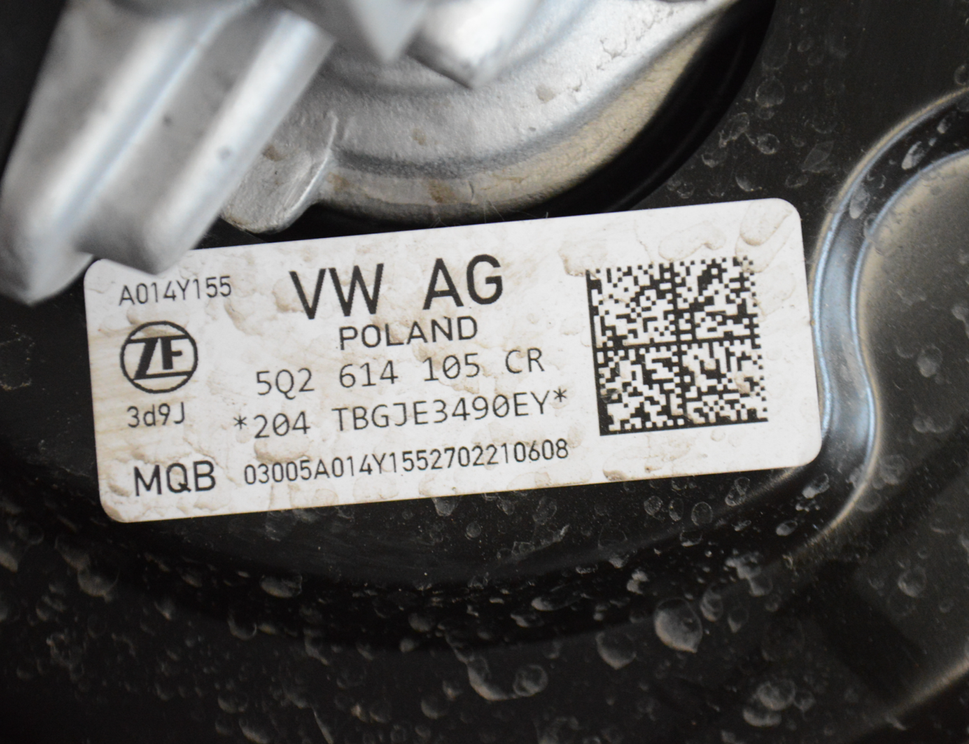 A014Y155
VW AG
POLAND
ZF
5Q2 614 105 CR
3d9J
*204 TBGJE3490EY*
MQB 03005A014Y1552702210608